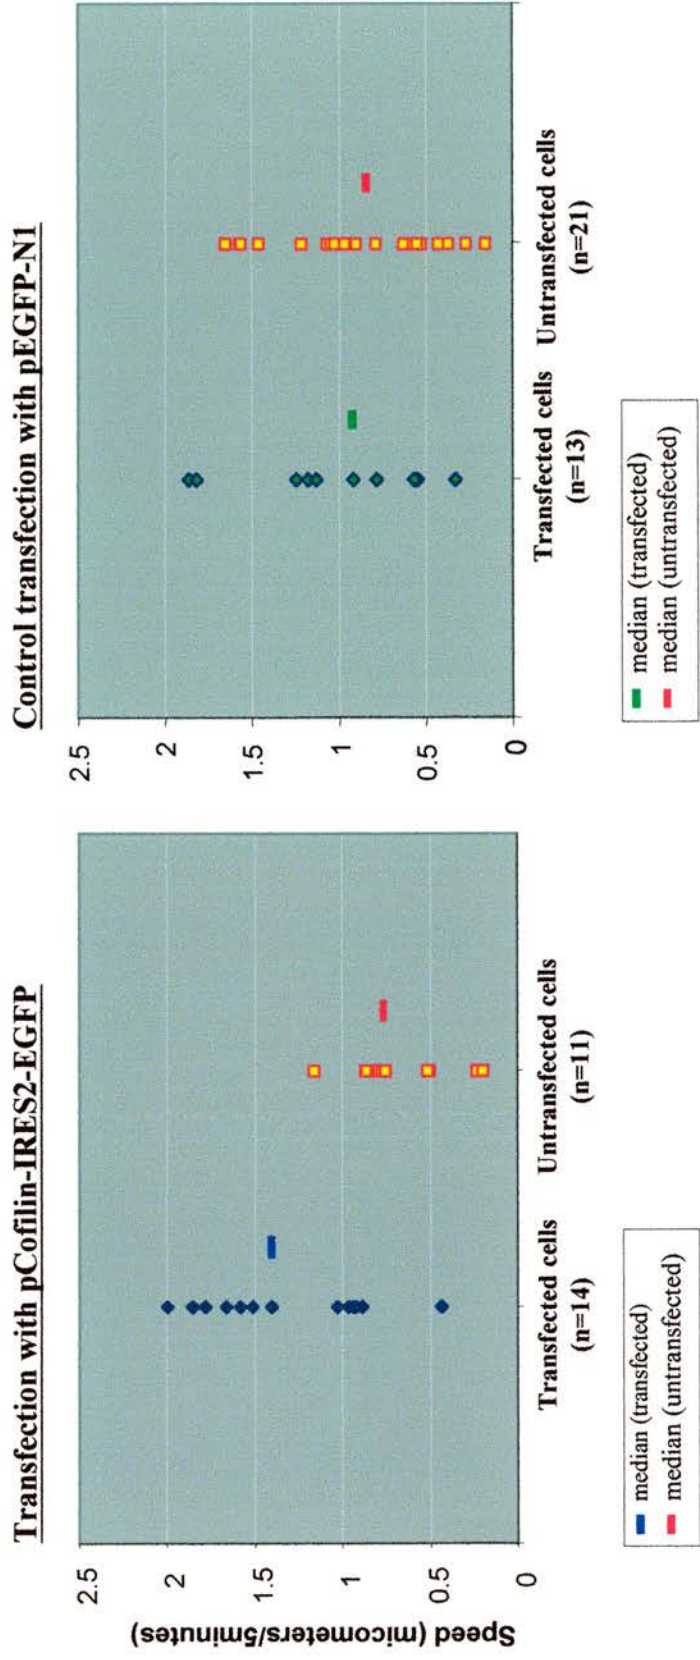 Transfection with pCofilin-IRES2-EGFP
Speed (micometers/5minutes)
2.5
2
1.5
1
0.5
0
Transfected cells
(n=14)
Untransfected cells
(n=11)
median (transfected)
median (untransfected)
Control transfection with pEGFP-N1
2.5
2
1.5
1
0.5
0
Transfected cells
(n=13)
Untransfected cells
(n=21)
median (transfected)
median (untransfected)